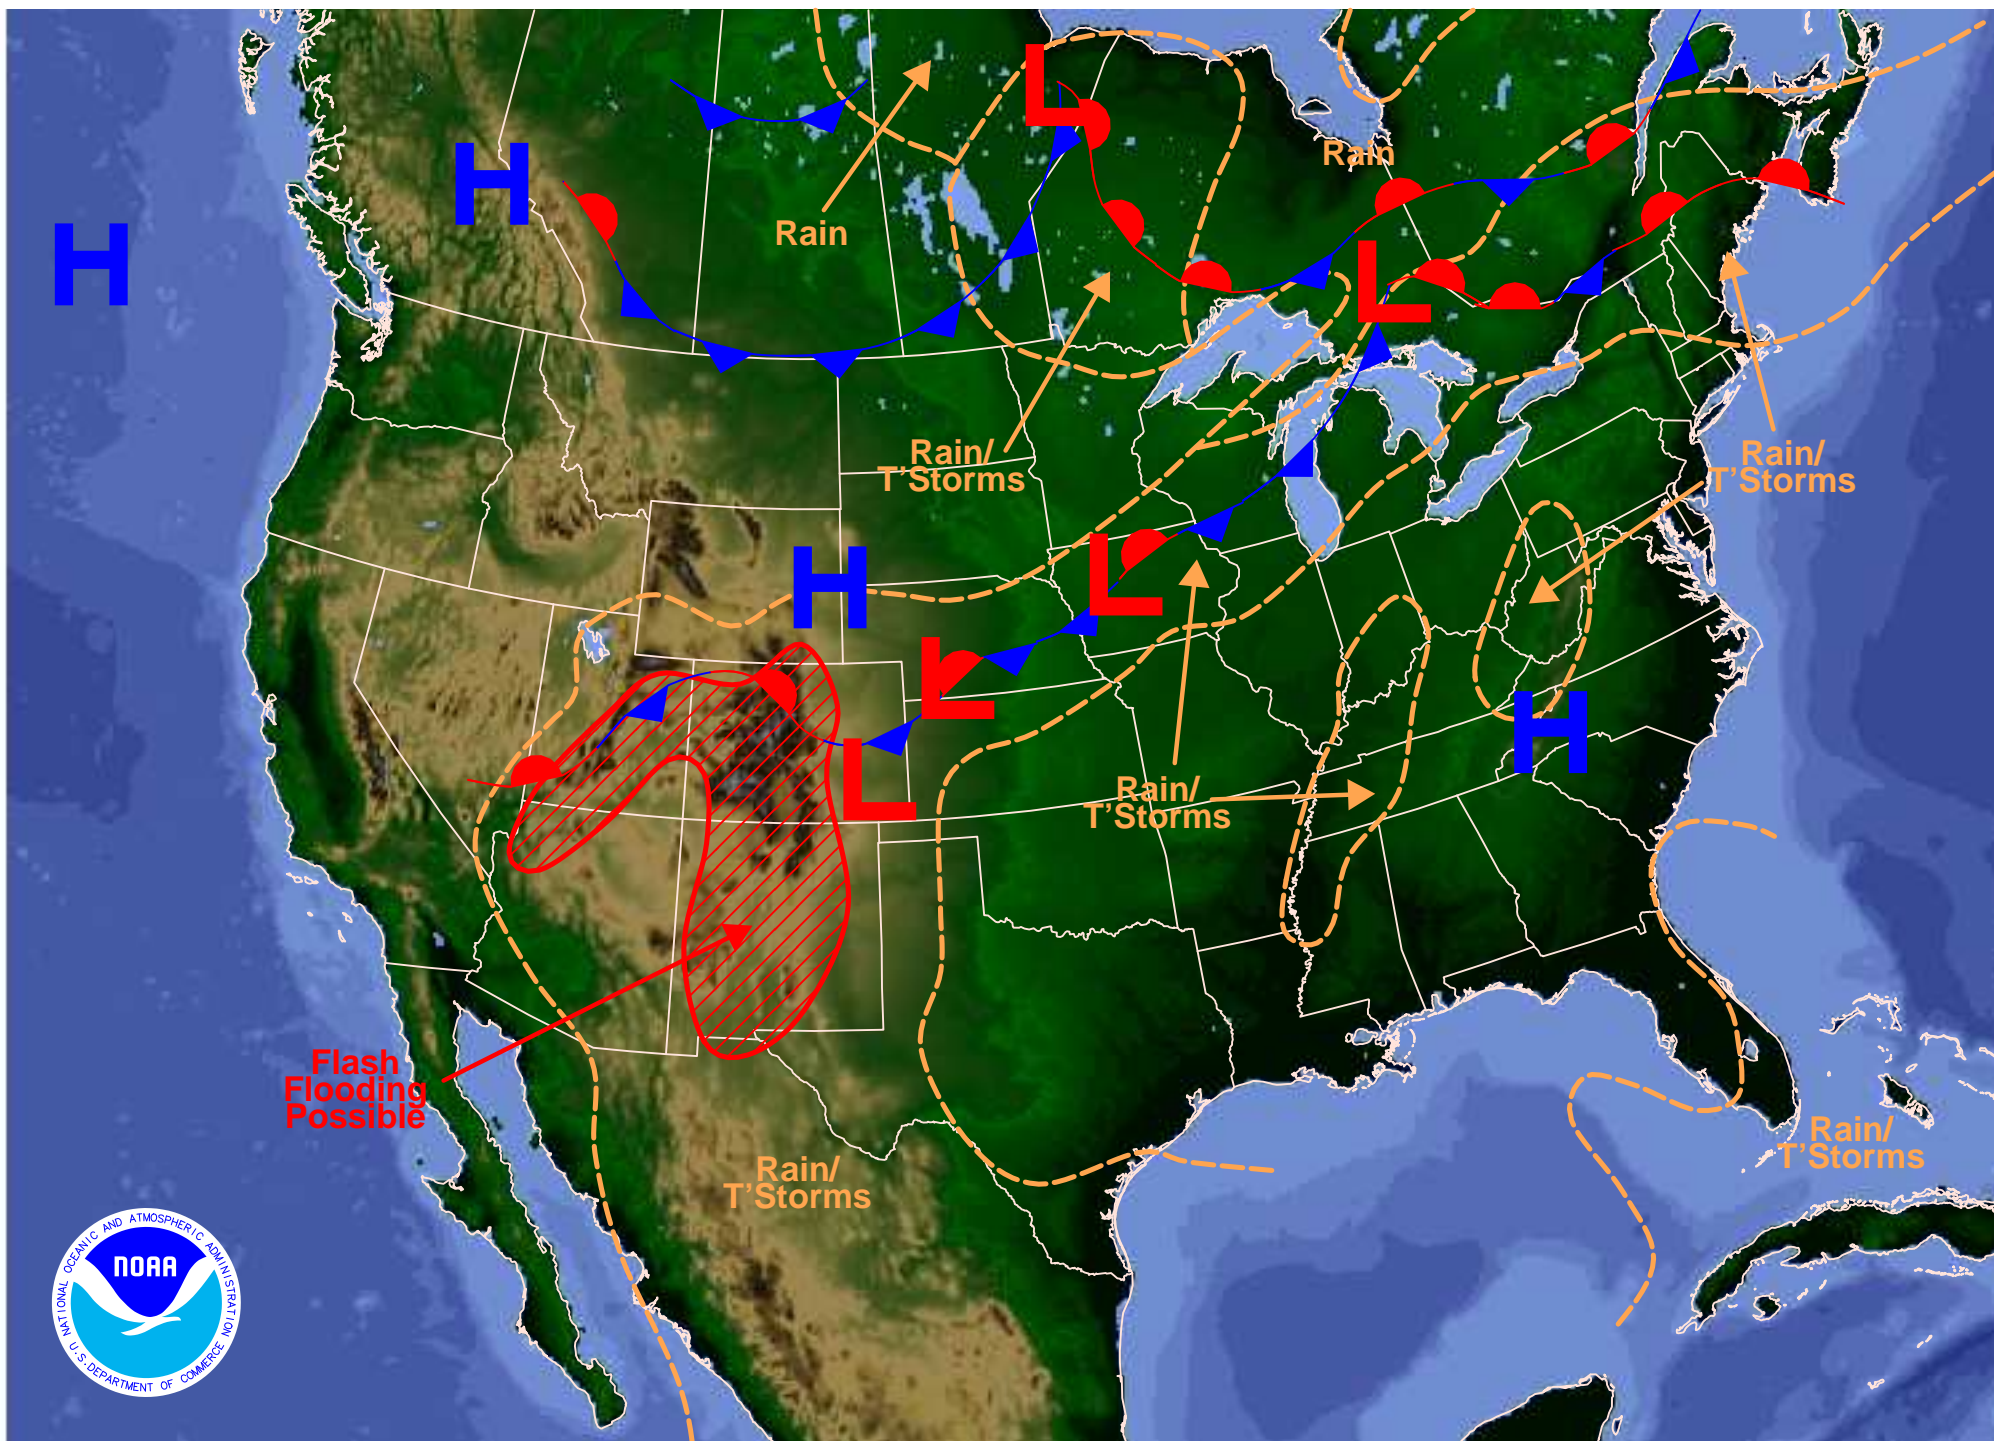 L
Rain
H
Rain
H
L
Rain/
T'Storms
Rain/
T'Storms
H
L
L
H
L
Rain/
T'Storms
Flash
Flooding
Possible
Rain/
T'Storms
Rain/
T'Storms
NATIONAL OCEANIC AND ATMOSPHERIC ADMINISTRATION
NOAA
U.S. DEPARTMENT OF COMMERCE